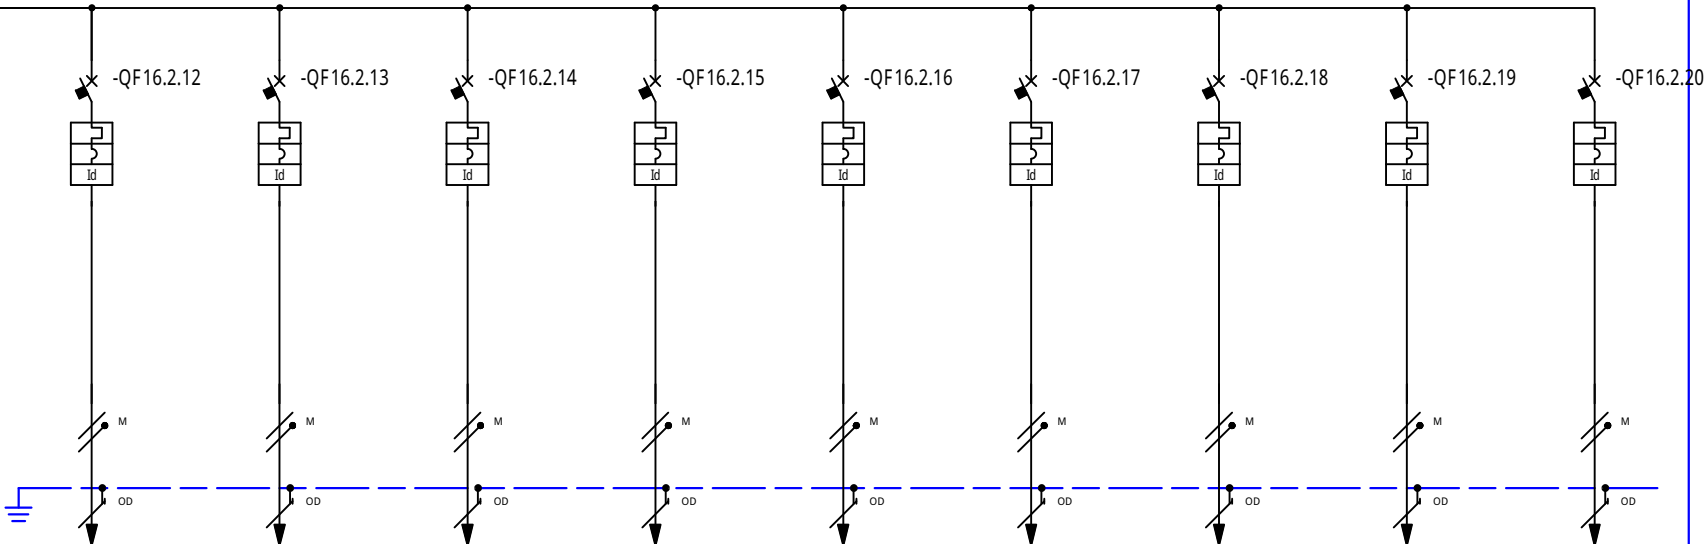 -QF16.2.12 -QF16.2.13 -QF16.2.14 -QF16.2.15 -QF16.2.16 -QF16.2.17 -QF16.2.18 -QF16.2.19 -QF16.2.20
Id Id Id Id Id Id Id Id Id
M M M M M M M M M
OD OD OD OD OD OD OD OD OD